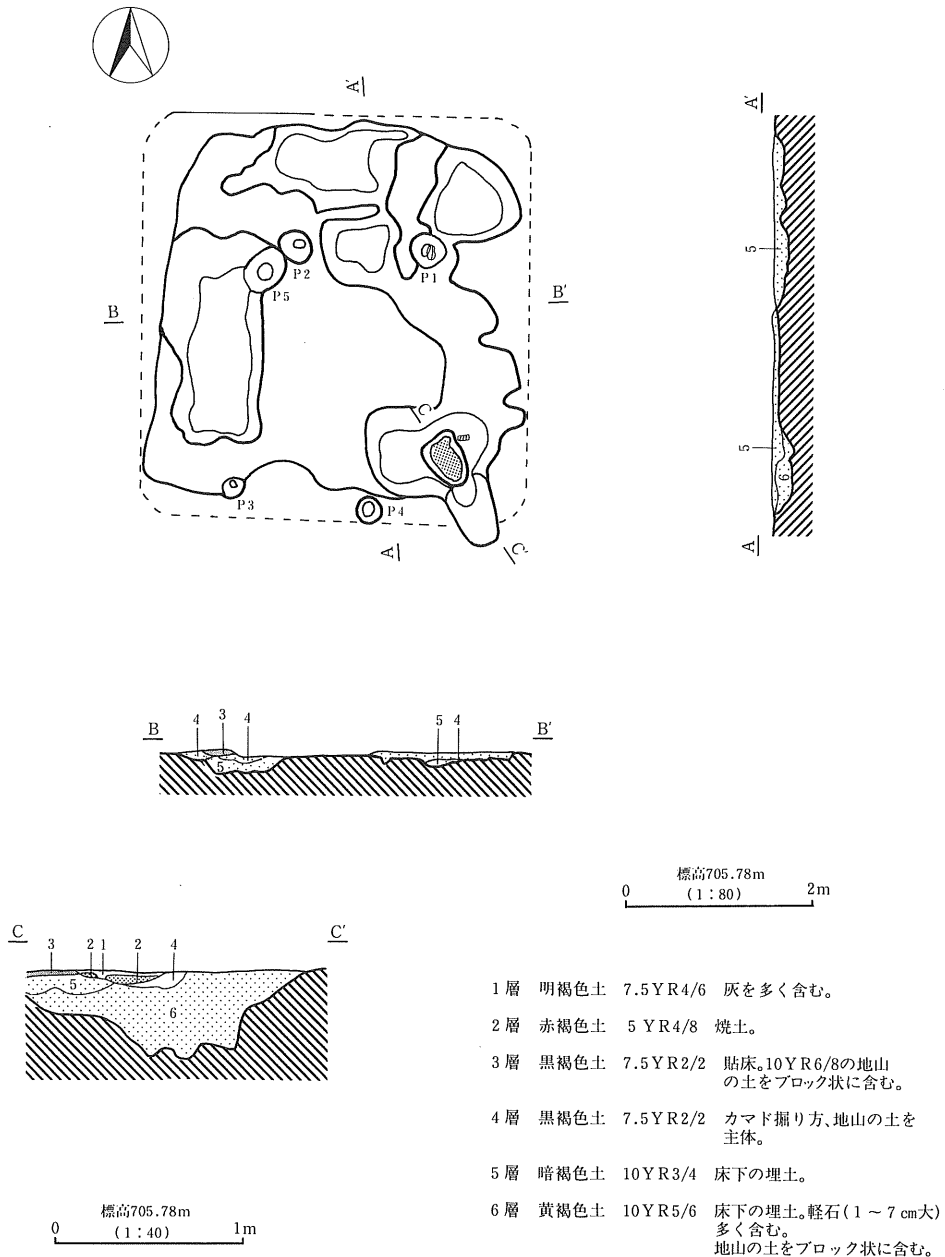 A'
A'
P2
P1
P5
B
B'
5
C
5
6
P3
P4
A
C'
A
B
4
3
4
5
4
B'
5
標高705.78m
0
(1:80)
2m
C
3
2
1
2
4
C'
5
6
1層 明褐色土 7.5YR4/6 灰を多く含む。
2層 赤褐色土 5YR4/8 焼土。
3層 黒褐色土 7.5YR2/2 貼床。10YR6/8の地山
の土をブロック状に含む。
4層 黒褐色土 7.5YR2/2 カマド掘り方、地山の土を
主体。
5層 暗褐色土 10YR3/4 床下の埋土。
6層 黄褐色土 10YR5/6 床下の埋土。軽石(1～7㎝大)
多く含む。
地山の土をブロック状に含む。
標高705.78m
0
(1:40)
1m